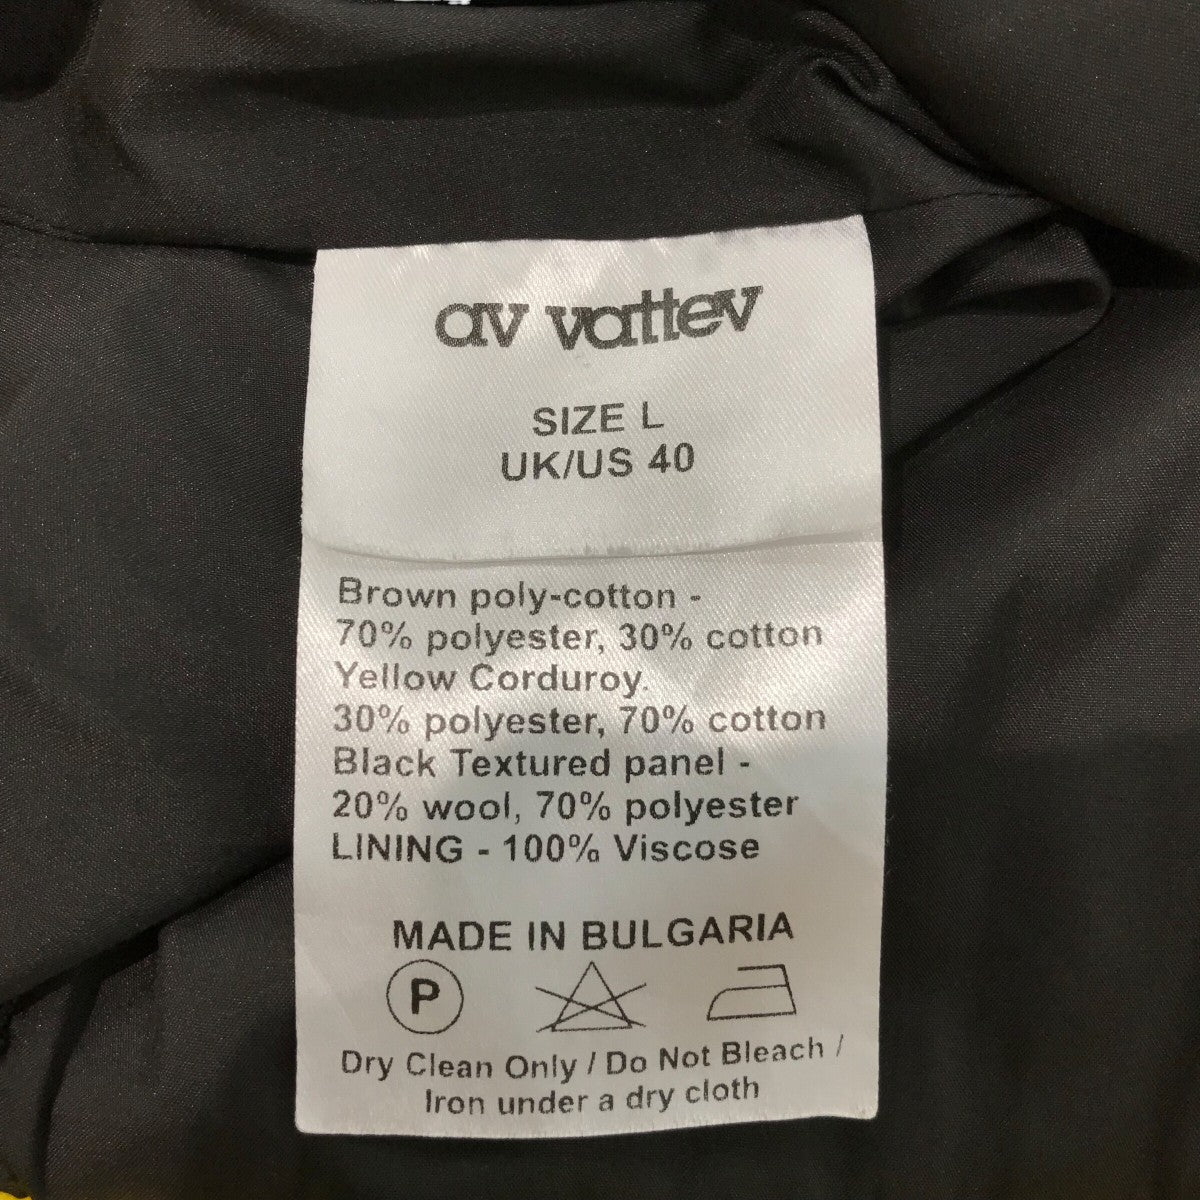 av vattev
SIZE L
UK/US 40
Brown poly-cotton -
70% polyester, 30% cotton
Yellow Corduroy.
30% polyester, 70% cotton
Black Textured panel -
20% wool, 70% polyester
LINING - 100% Viscose
MADE IN BULGARIA
P
Dry Clean Only / Do Not Bleach /
Iron under a dry cloth